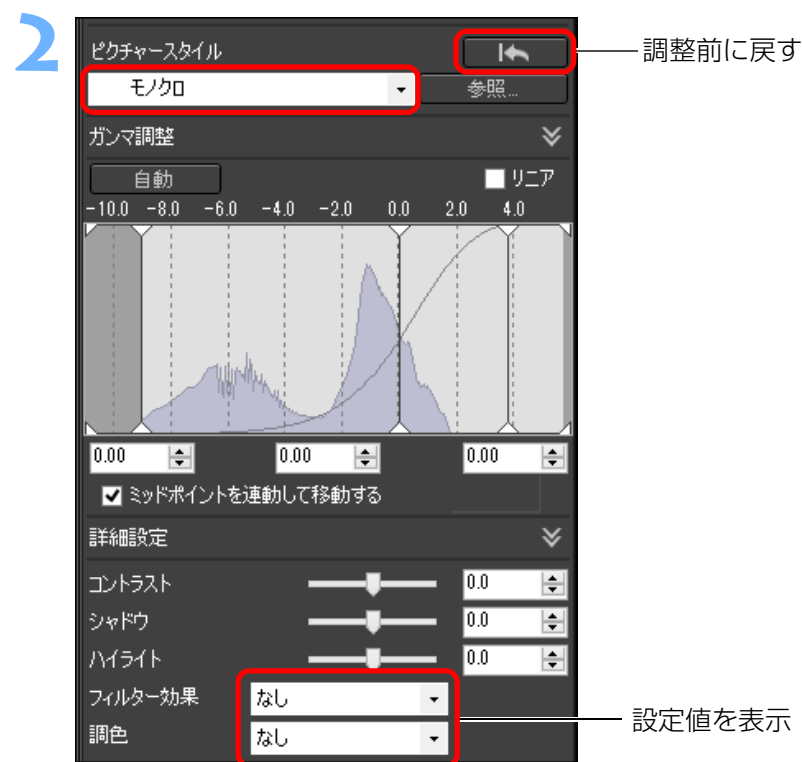 2
ピクチャースタイル
調整前に戻す
モノクロ 参照...
ガンマ調整
自動 リニア
-10.0 -8.0 -6.0 -4.0 -2.0 0.0 2.0 4.0
0.00 0.00 0.00
ミッドポイントを連動して移動する
詳細設定
コントラスト 0.0
シャドウ 0.0
ハイライト 0.0
フィルター効果 なし
設定値を表示
調色 なし